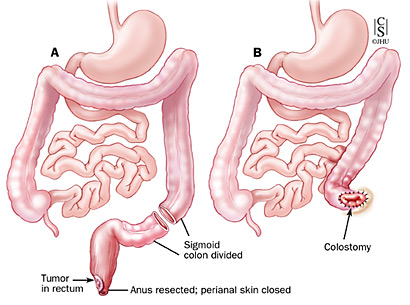 A
B
C
S
©JHU
Sigmoid
colon divided
Colostomy
Tumor
in rectum
Anus resected; perianal skin closed